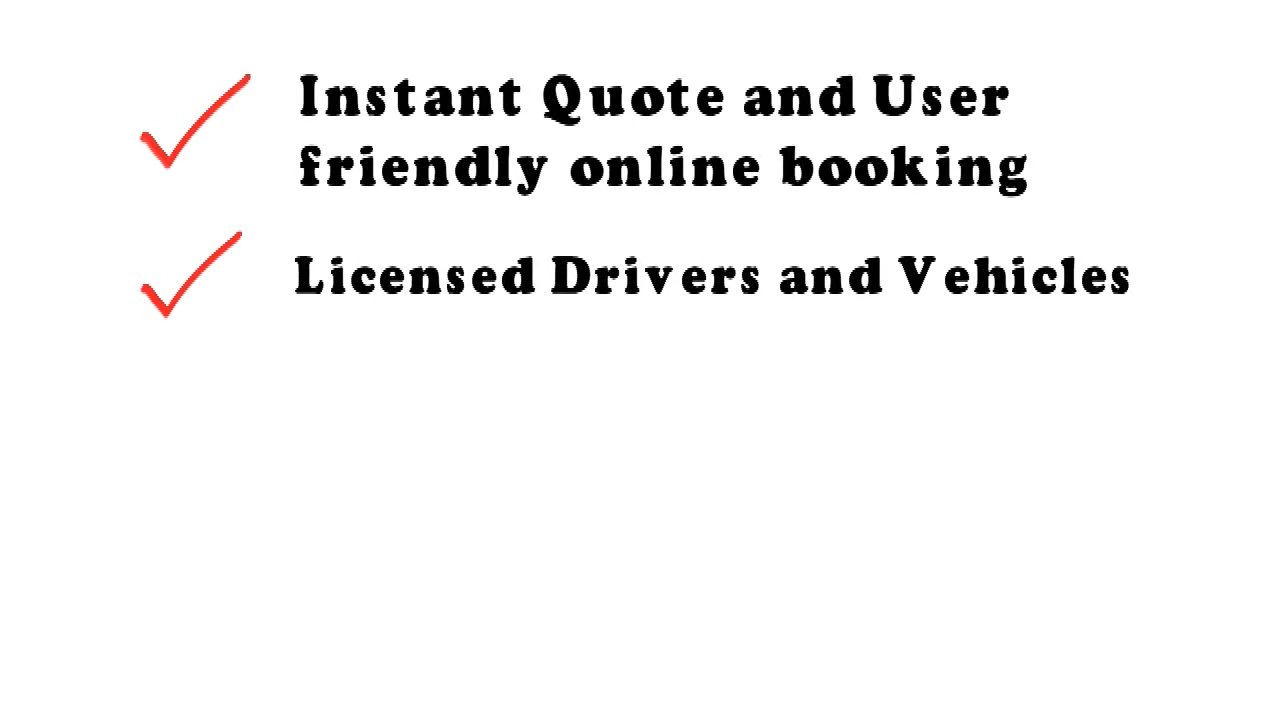 Instant Quote and User
friendly online booking
Licensed Drivers and Vehicles